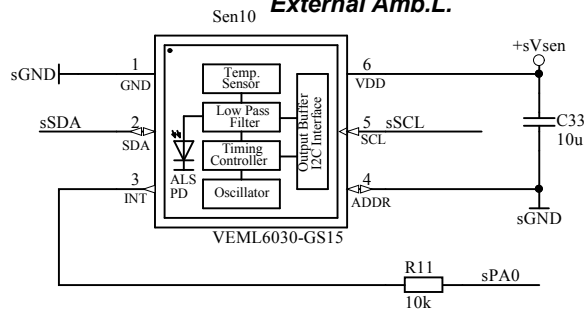 External Amb.L.
Sen10
+sVsen
sGND
1
GND
6
VDD
Temp.
Sensor
sSDA
2
SDA
Low Pass
Filter
Output Buffer
I2C Interface
5
SCL
sSCL
C33
10u
Timing
Controller
3
INT
ALS
PD
Oscillator
4
ADDR
sGND
VEML6030-GS15
R11
10k
sPA0